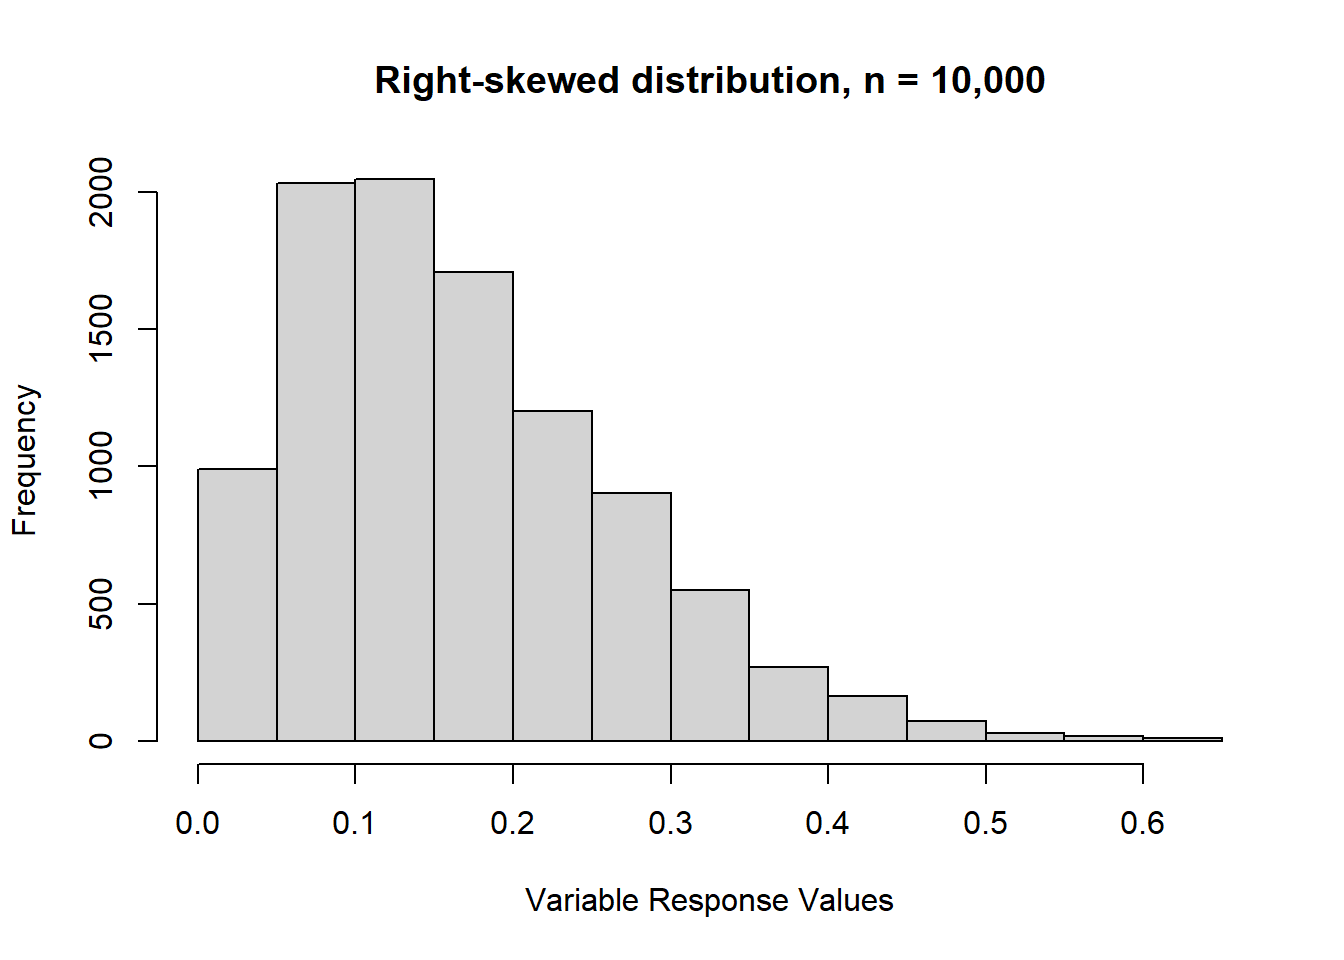 Right-skewed distribution, n = 10,000
2000
1500
1000
500
0
Frequency
0.0 0.1 0.2 0.3 0.4 0.5 0.6
Variable Response Values